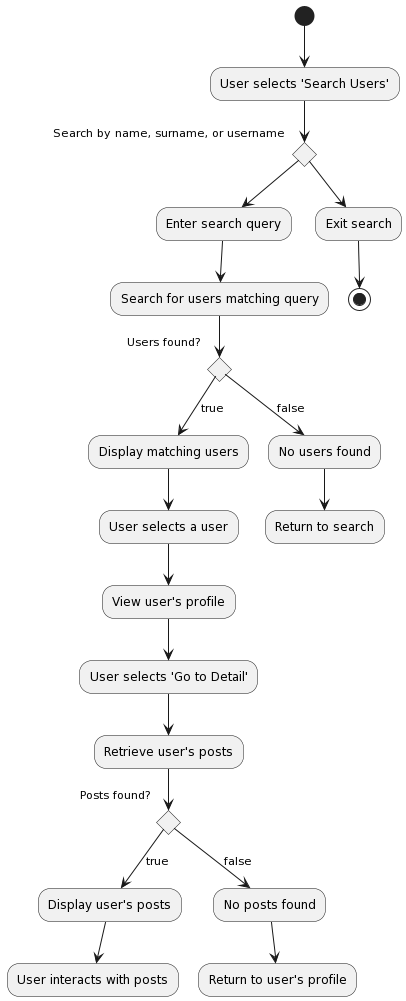 User selects 'Search Users'
Search by name, surname, or username
Enter search query
Exit search
Search for users matching query
Users found?
true
false
Display matching users
No users found
User selects a user
Return to search
View user's profile
User selects 'Go to Detail'
Retrieve user's posts
Posts found?
true
false
Display user's posts
No posts found
User interacts with posts
Return to user's profile